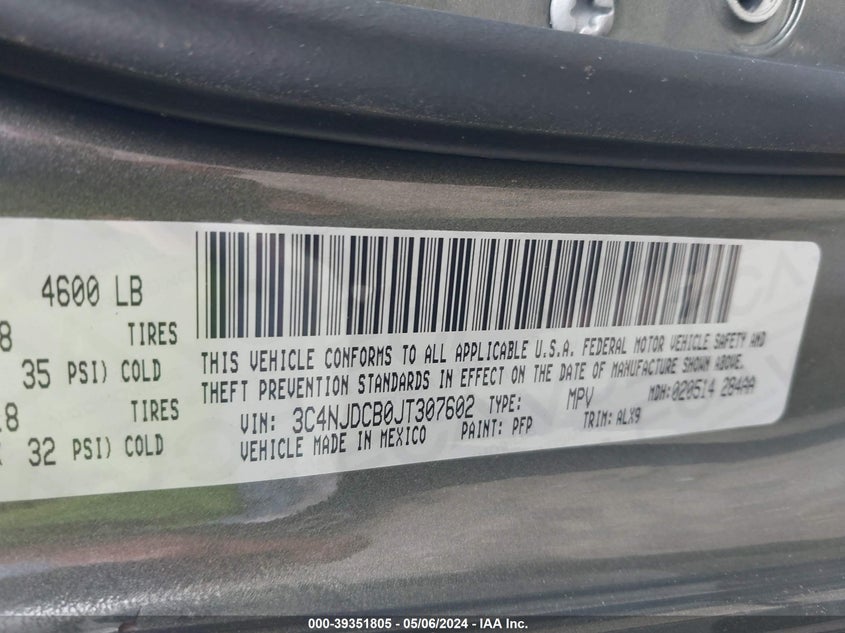 4600 LB
8 TIRES
35 PSI) COLD
.8 TIRES
32 PSI) COLD
THIS VEHICLE CONFORMS TO ALL APPLICABLE U.S.A. FEDERAL MOTOR VEHICLE SAFETY AND
THEFT PREVENTION STANDARDS IN EFFECT ON THE DATE OF MANUFACTURE SHOWN ABOVE.
VIN: 3C4NJDCB0JT307602 TYPE: MPV MDH:020514 284AA
VEHICLE MADE IN MEXICO PAINT: PFP TRIM: ALX9
000-39351805 - 05/06/2024 - IAA Inc.